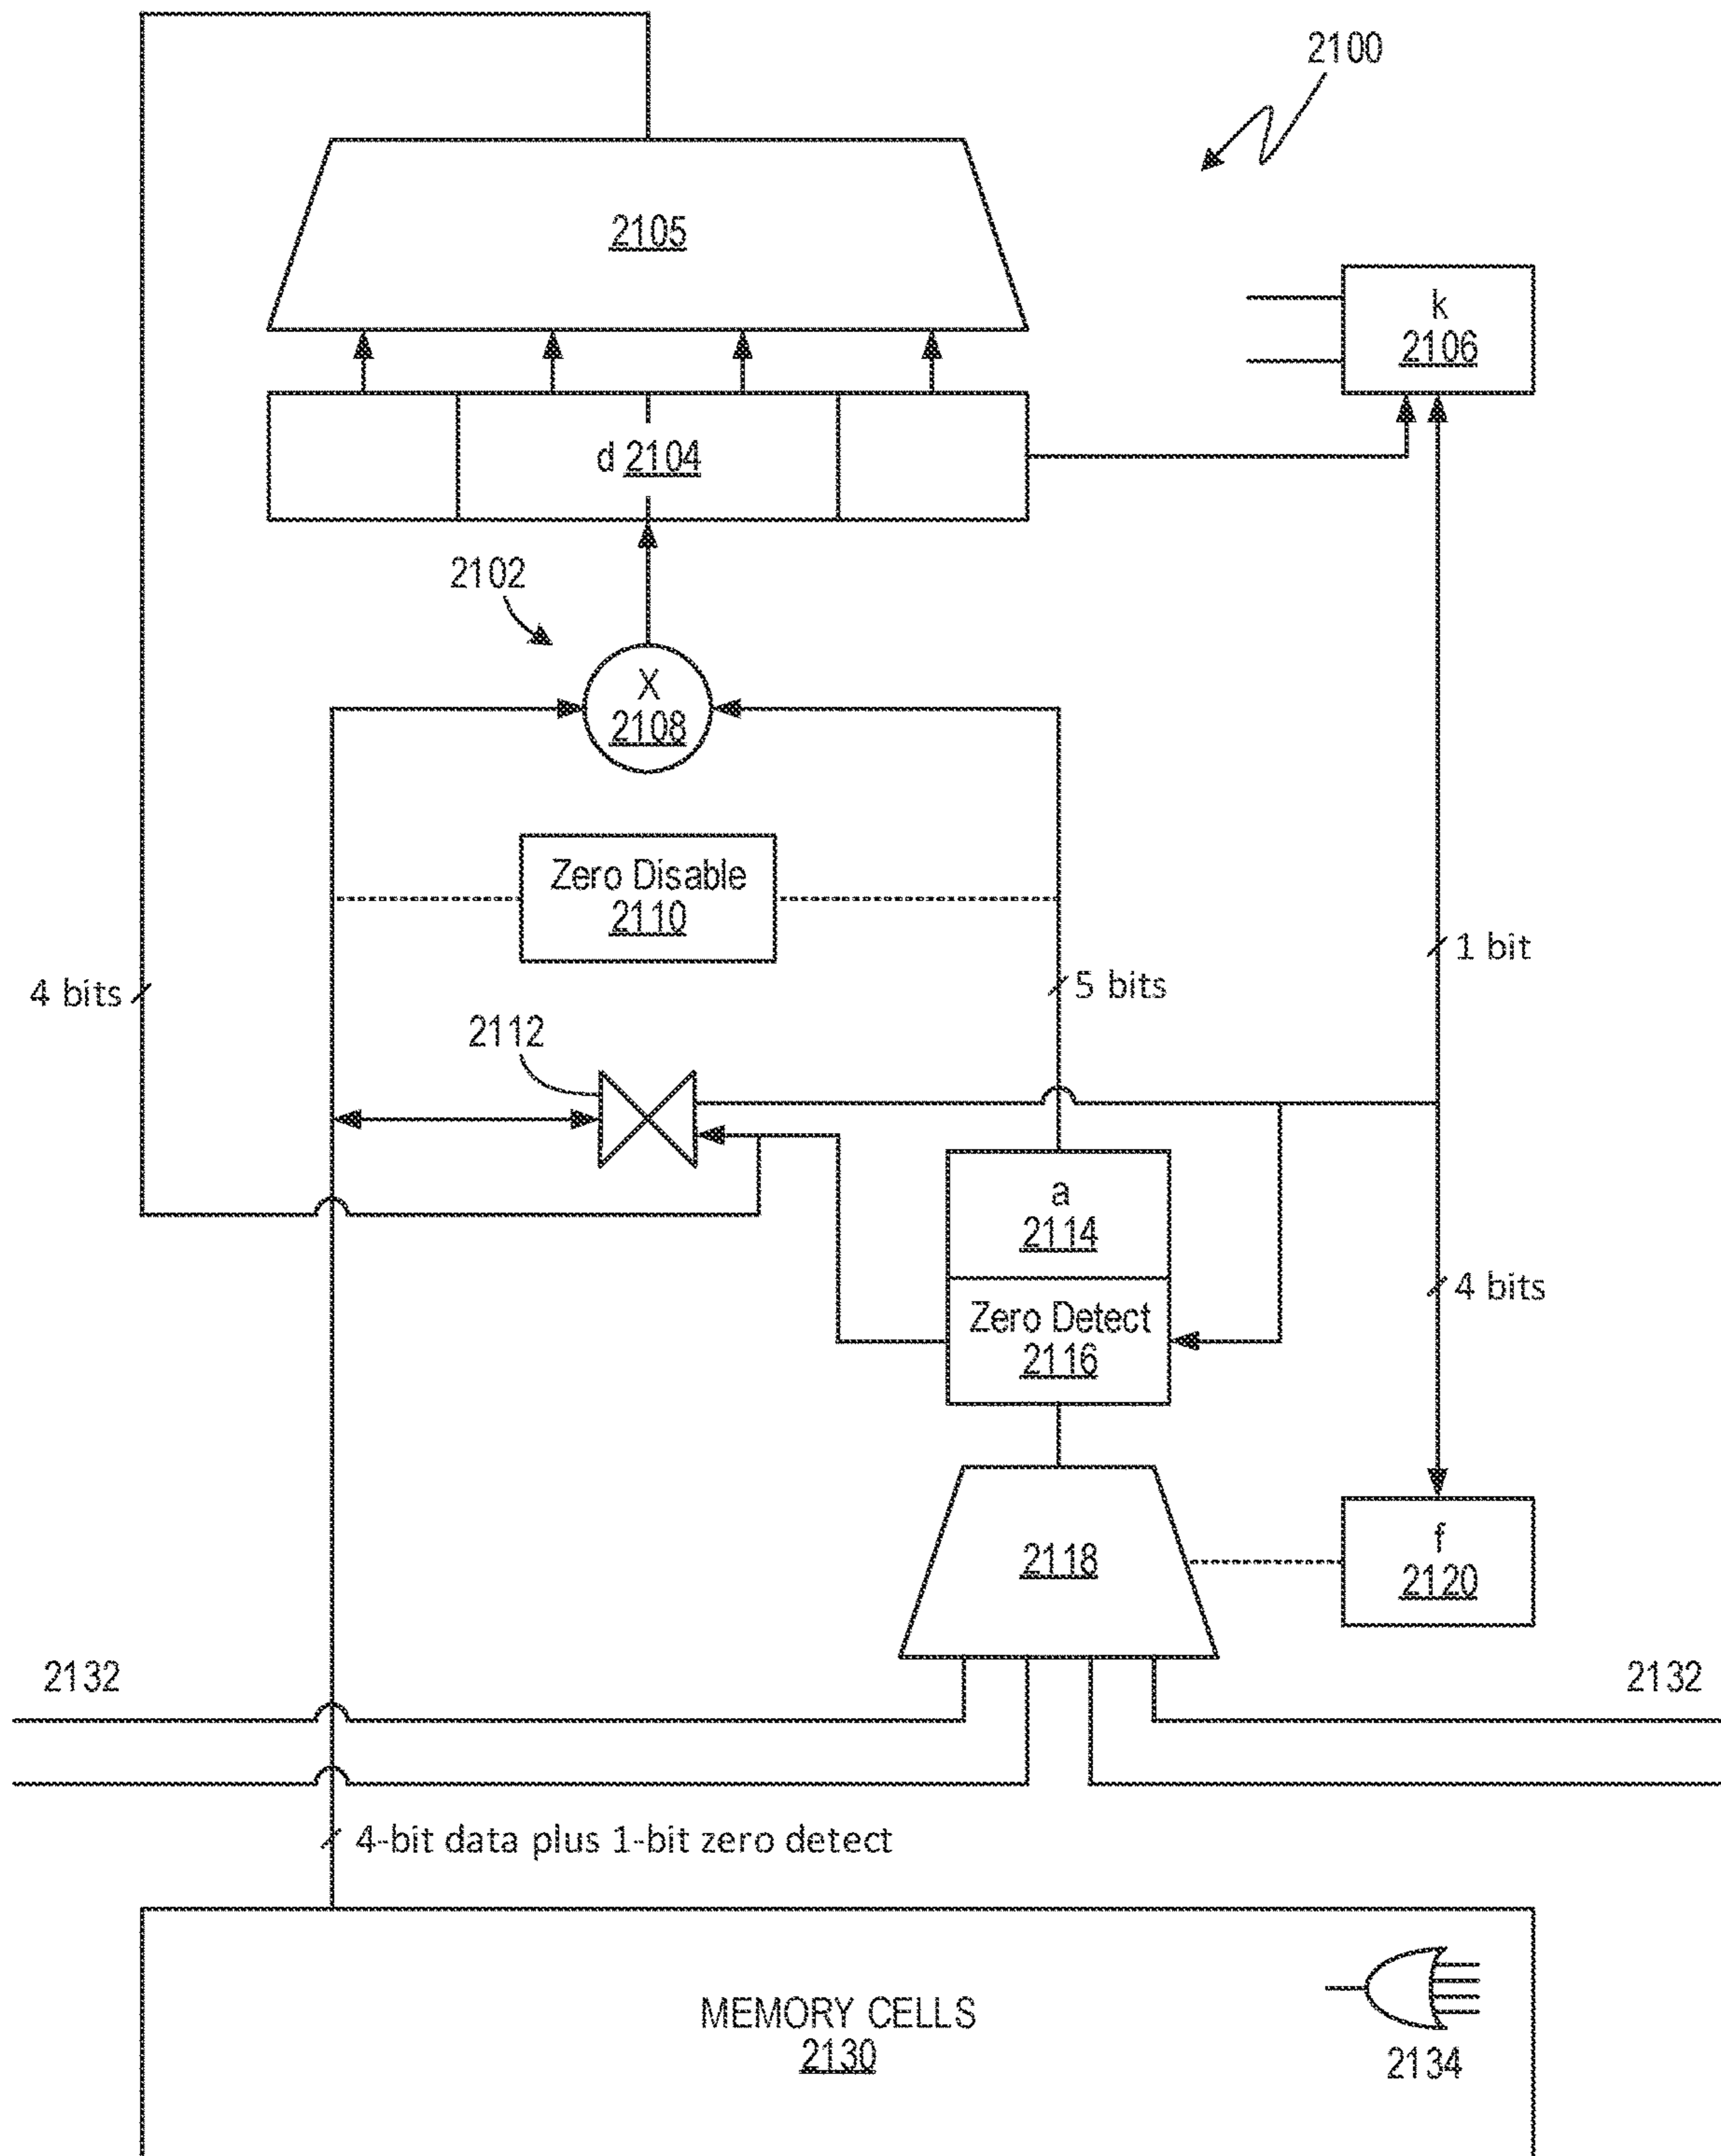 2100
2105
k
2106
d 2104
2102
X
2108
Zero Disable
2110
1 bit
4 bits
5 bits
2112
a
2114
4 bits
Zero Detect
2116
2118
f
2120
2132
2132
4-bit data plus 1-bit zero detect
MEMORY CELLS
2130
2134